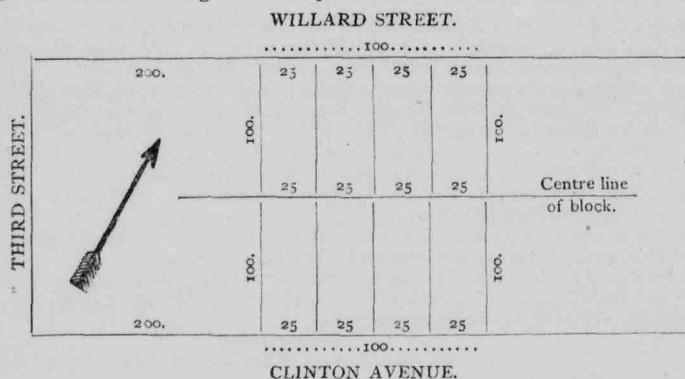 WILLARD STREET.
100.
200. 25 25 25 25
THIRD STREET.
100. 100.
25 25 25 25
Centre line
of block.
100. 100.
200. 25 25 25 25
100.
CLINTON AVENUE.